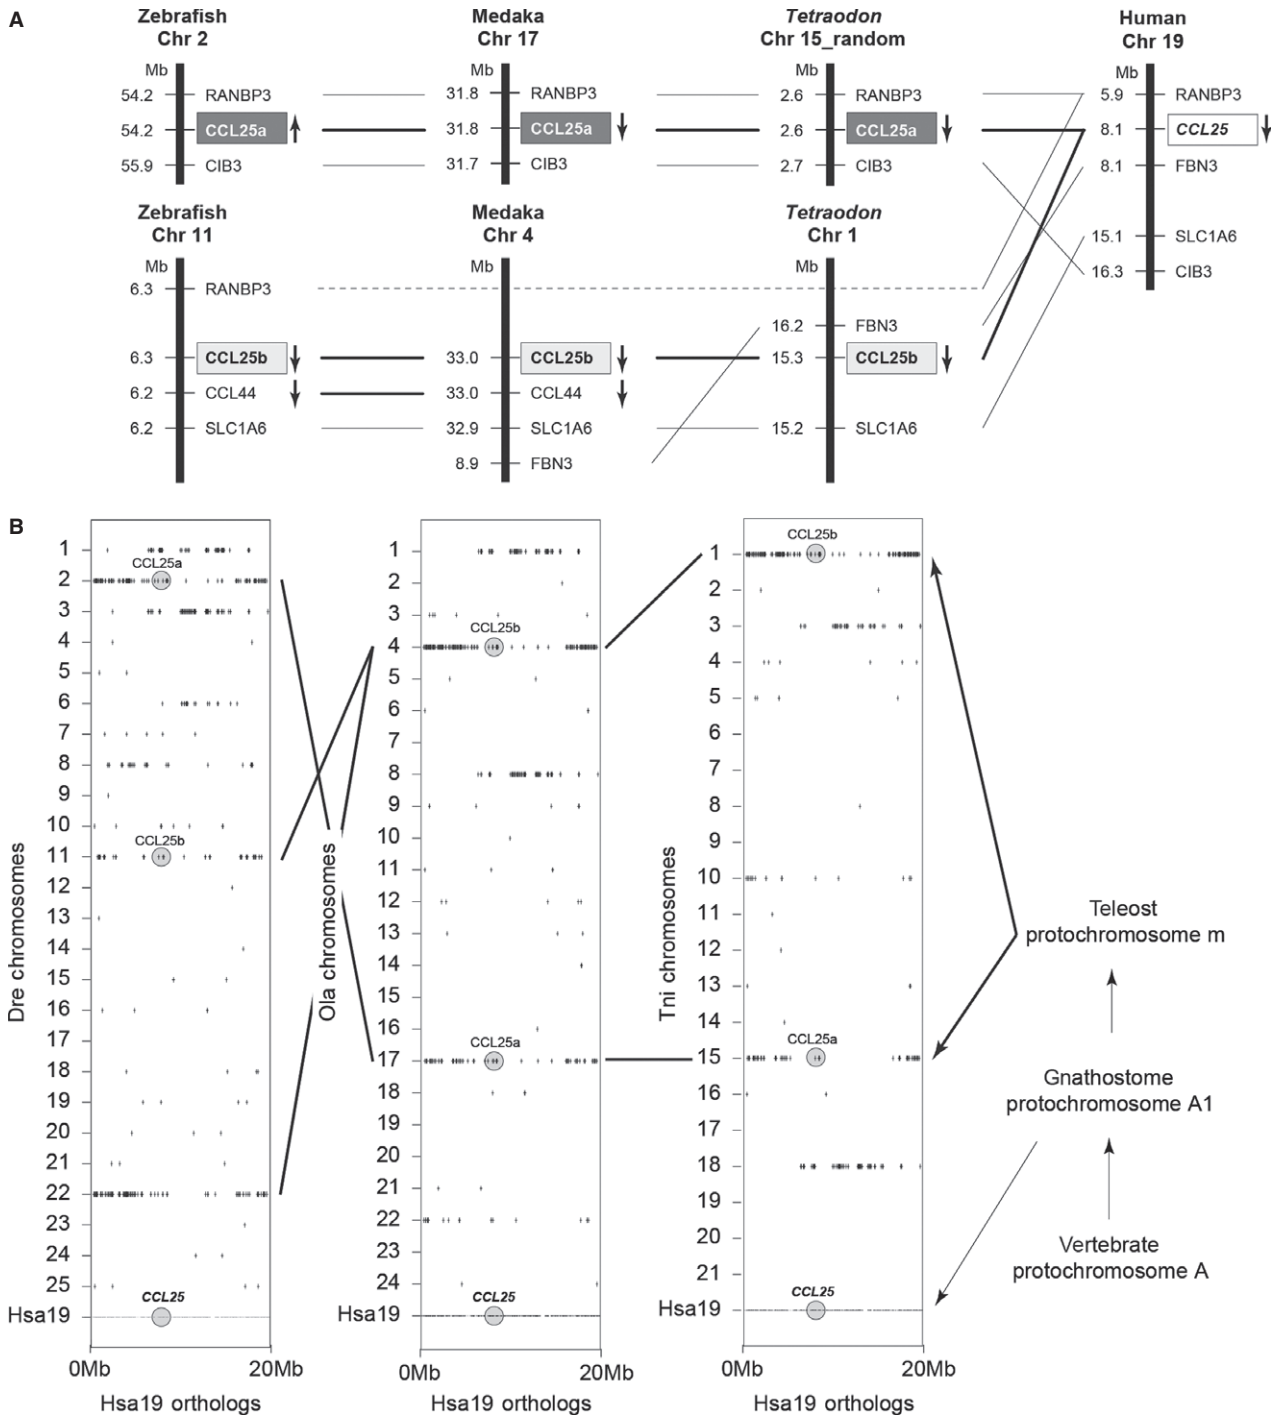 A
Zebrafish
Chr 2
Medaka
Chr 17
Tetraodon
Chr 15_random
Human
Chr 19
Mb
Mb
Mb
Mb
54.2 RANBP3
31.8 RANBP3
2.6 RANBP3
5.9 RANBP3
54.2 CCL25a
31.8 CCL25a
2.6 CCL25a
8.1 CCL25
55.9 CIB3
31.7 CIB3
2.7 CIB3
8.1 FBN3
15.1 SLC1A6
16.3 CIB3
Zebrafish
Chr 11
Medaka
Chr 4
Tetraodon
Chr 1
Mb
Mb
Mb
6.3 RANBP3
16.2 FBN3
6.3 CCL25b
33.0 CCL25b
15.3 CCL25b
6.2 CCL44
33.0 CCL44
6.2 SLC1A6
32.9 SLC1A6
15.2 SLC1A6
8.9 FBN3
B
Dre chromosomes
1
CCL25a
2
3
4
5
6
7
8
9
10
CCL25b
11
12
13
14
15
16
17
18
19
20
21
22
23
24
25
CCL25
Hsa19
0Mb 20Mb
Hsa19 orthologs
Ola chromosomes
1
2
3
CCL25b
4
5
6
7
8
9
10
11
12
13
14
15
16
CCL25a
17
18
19
20
21
22
23
24
CCL25
Hsa19
0Mb 20Mb
Hsa19 orthologs
Tni chromosomes
CCL25b
1
2
3
4
5
6
7
8
9
10
11
12
13
14
CCL25a
15
16
17
18
19
20
21
CCL25
Hsa19
0Mb 20Mb
Hsa19 orthologs
Teleost
protochromosome m
Gnathostome
protochromosome A1
Vertebrate
protochromosome A